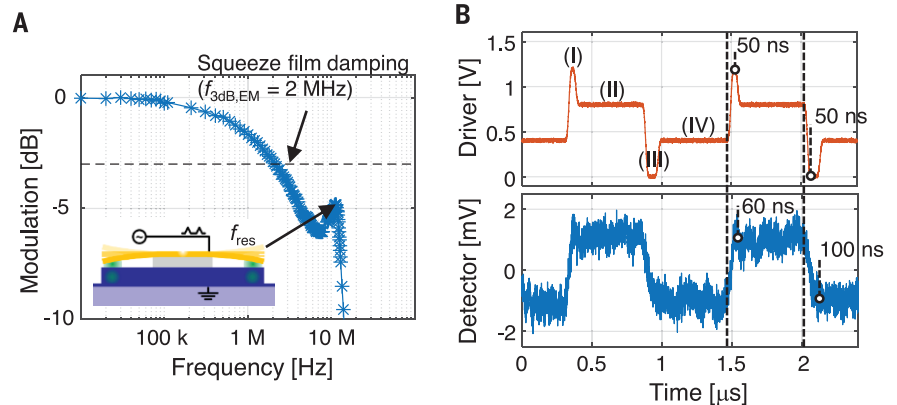 A
Squeeze film damping
(f3dB,EM = 2 MHz)
0
-5
-10
Modulation [dB]
fres
100 k
1 M
10 M
Frequency [Hz]
B
1.5
1
0.5
0
Driver [V]
(I)
(II)
(III)
(IV)
50 ns
50 ns
2
0
-2
Detector [mV]
60 ns
100 ns
0
0.5
1
1.5
2
Time [μs]